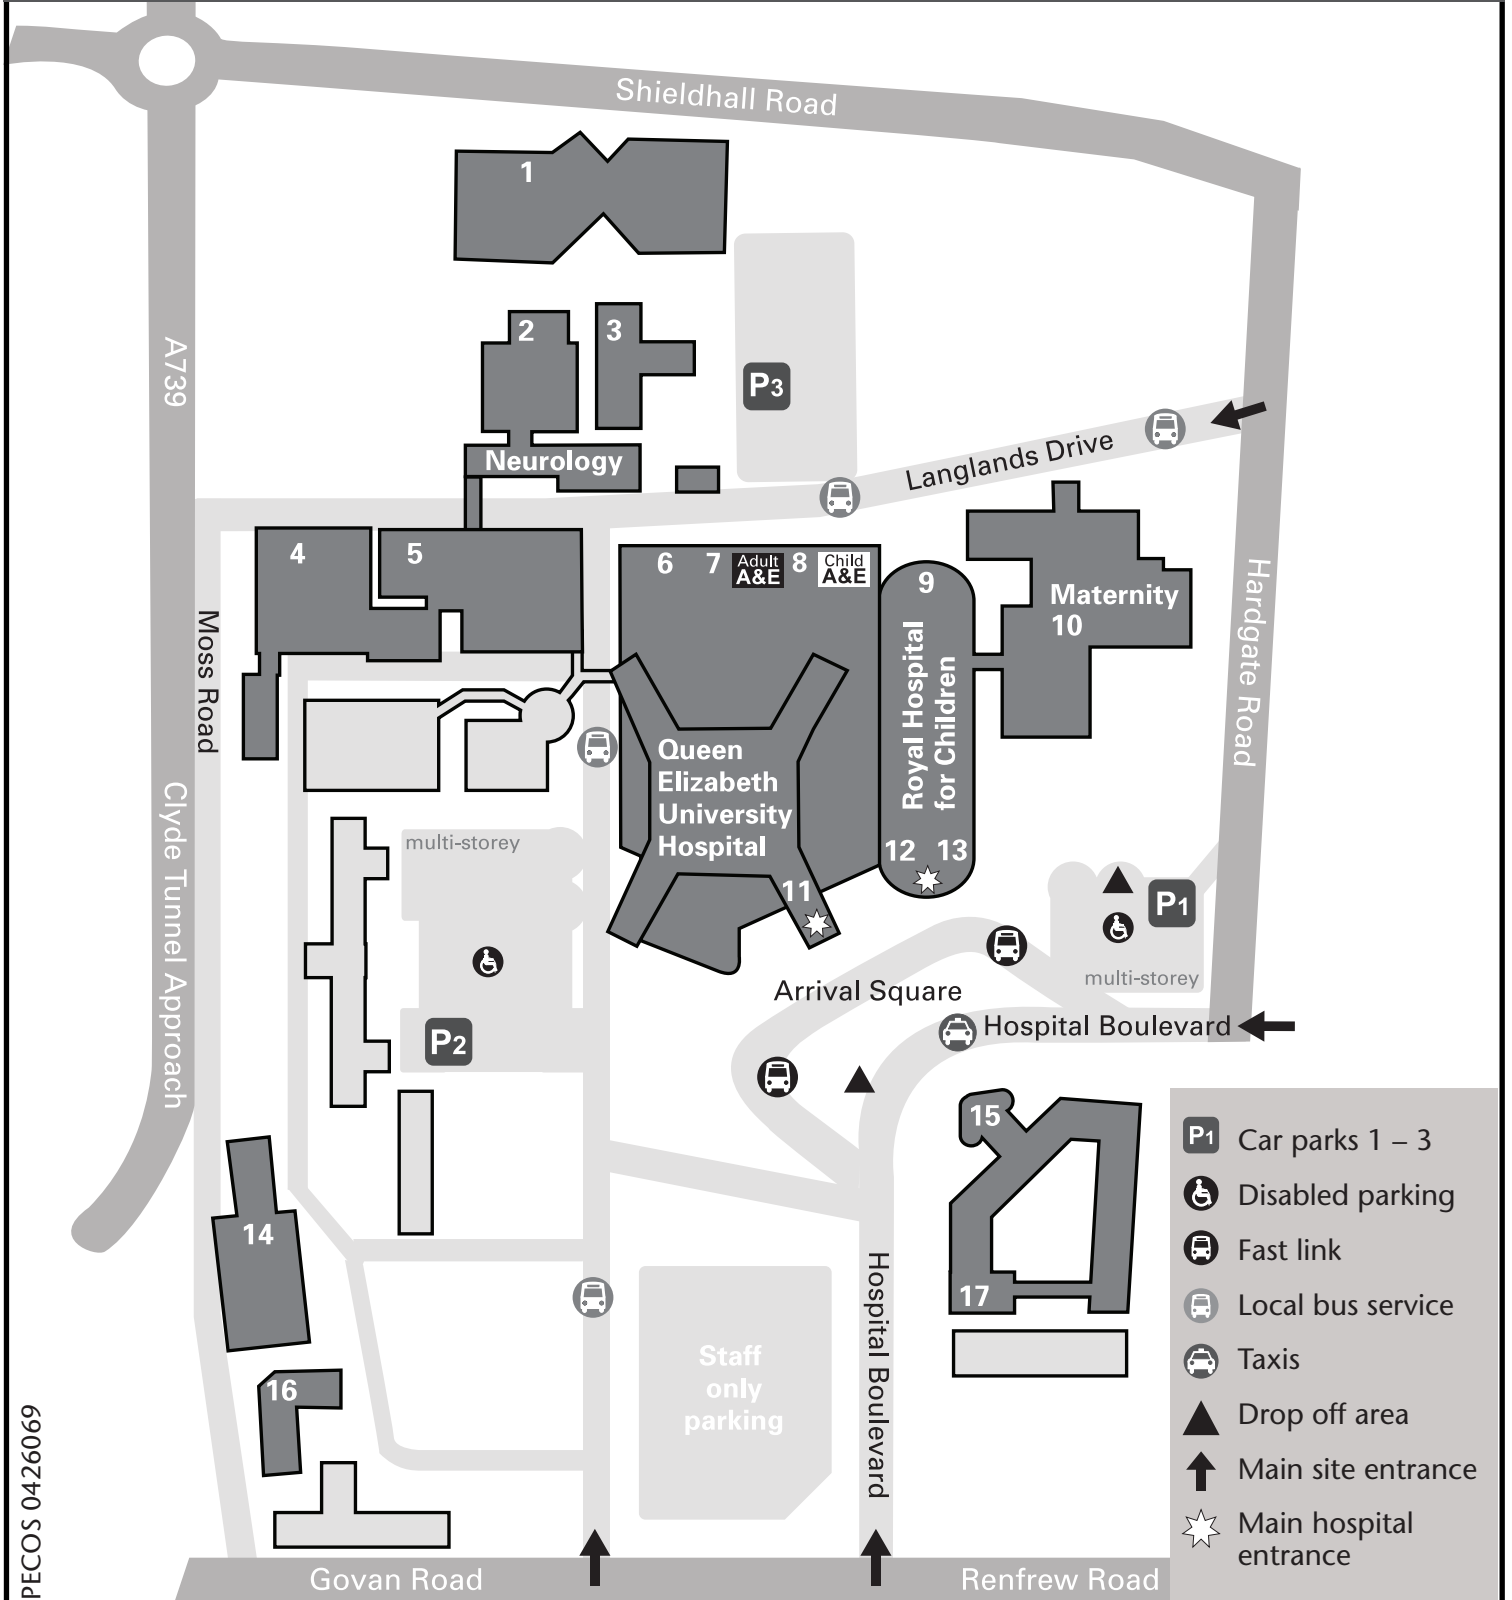 Shieldhall Road
1
2
3
A739
P3
Neurology
Langlands Drive
4
5
6
7
Adult
A&E
8
Child
A&E
9
Maternity
10
Hardgate Road
Moss Road
Royal Hospital
for Children
Queen
Elizabeth
University
Hospital
Clyde Tunnel Approach
multi-storey
12
13
11
P1
multi-storey
Arrival Square
Hospital Boulevard
P2
15
14
17
16
Hospital Boulevard
Staff
only
parking
P1
Car parks 1 – 3
Disabled parking
Fast link
Local bus service
Taxis
Drop off area
Main site entrance
Main hospital
entrance
PECOS 0426069
Govan Road
Renfrew Road